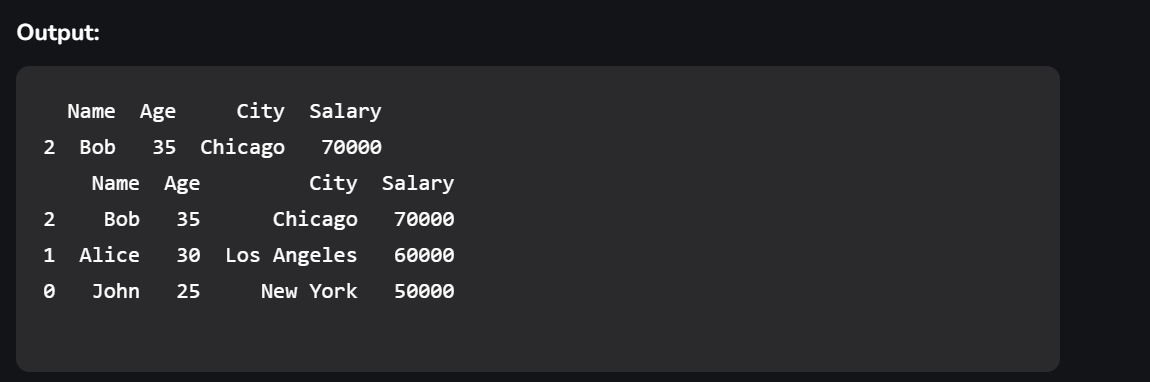 Output:
Name Age City Salary
2 Bob 35 Chicago 70000
Name Age City Salary
2 Bob 35 Chicago 70000
1 Alice 30 Los Angeles 60000
0 John 25 New York 50000